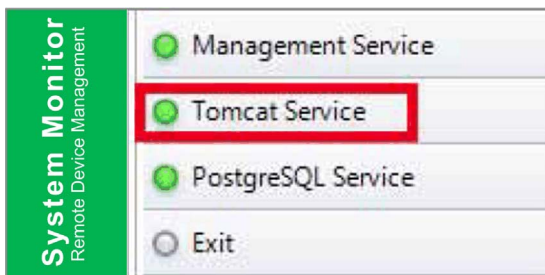 System Monitor
Remote Device Management
Management Service
Tomcat Service
PostgreSQL Service
Exit